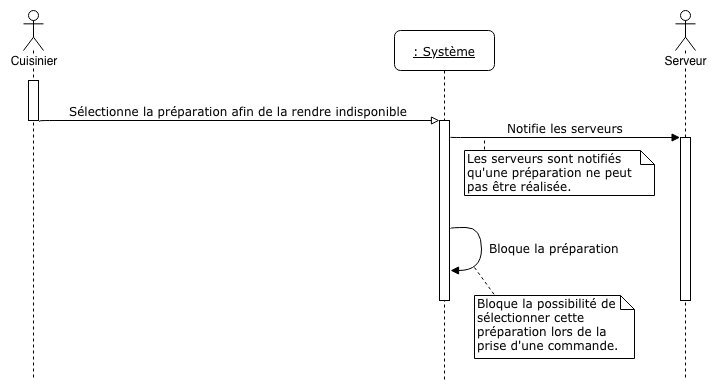 Cuisinier
: Système
Serveur
Sélectionne la préparation afin de la rendre indisponible
Notifie les serveurs
Les serveurs sont notifiés
qu'une préparation ne peut
pas être réalisée.
Bloque la préparation
Bloque la possibilité de
sélectionner cette
préparation lors de la
prise d'une commande.